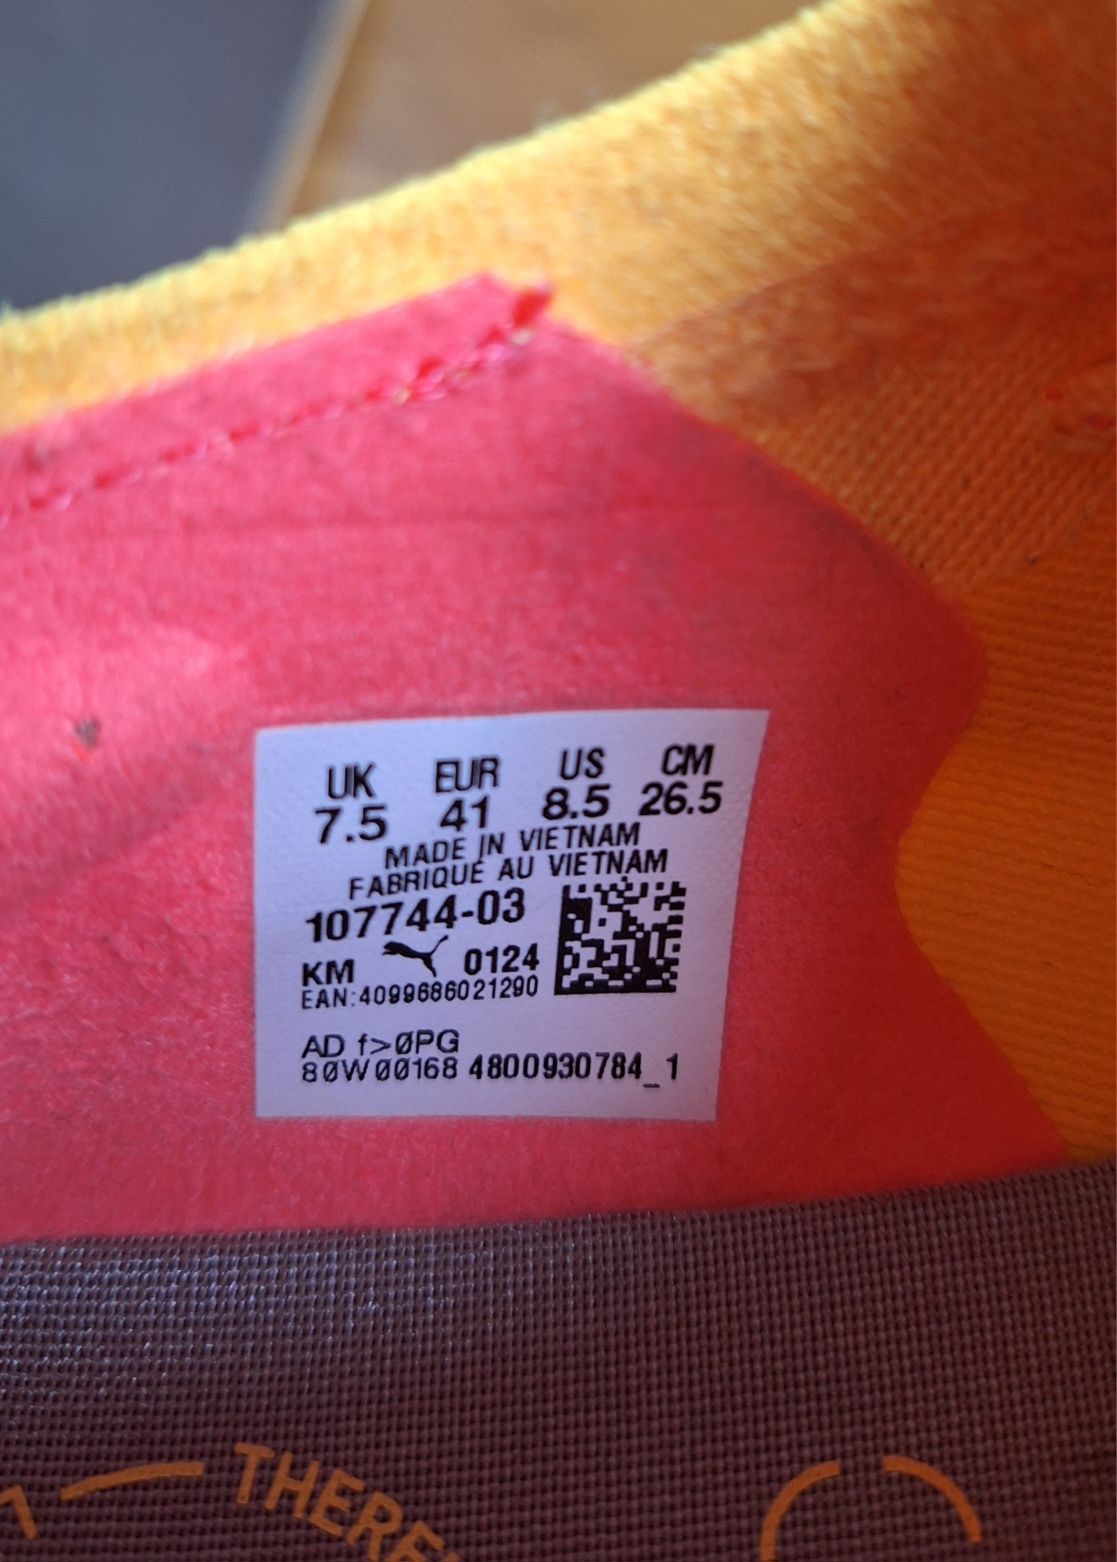 UK EUR US CM
7.5 41 8.5 26.5
MADE IN VIETNAM
FABRIQUE AU VIETNAM
107744-03
KM 0124
EAN:4099686021290
AD f>ØPG
80W00168 4800930784_1